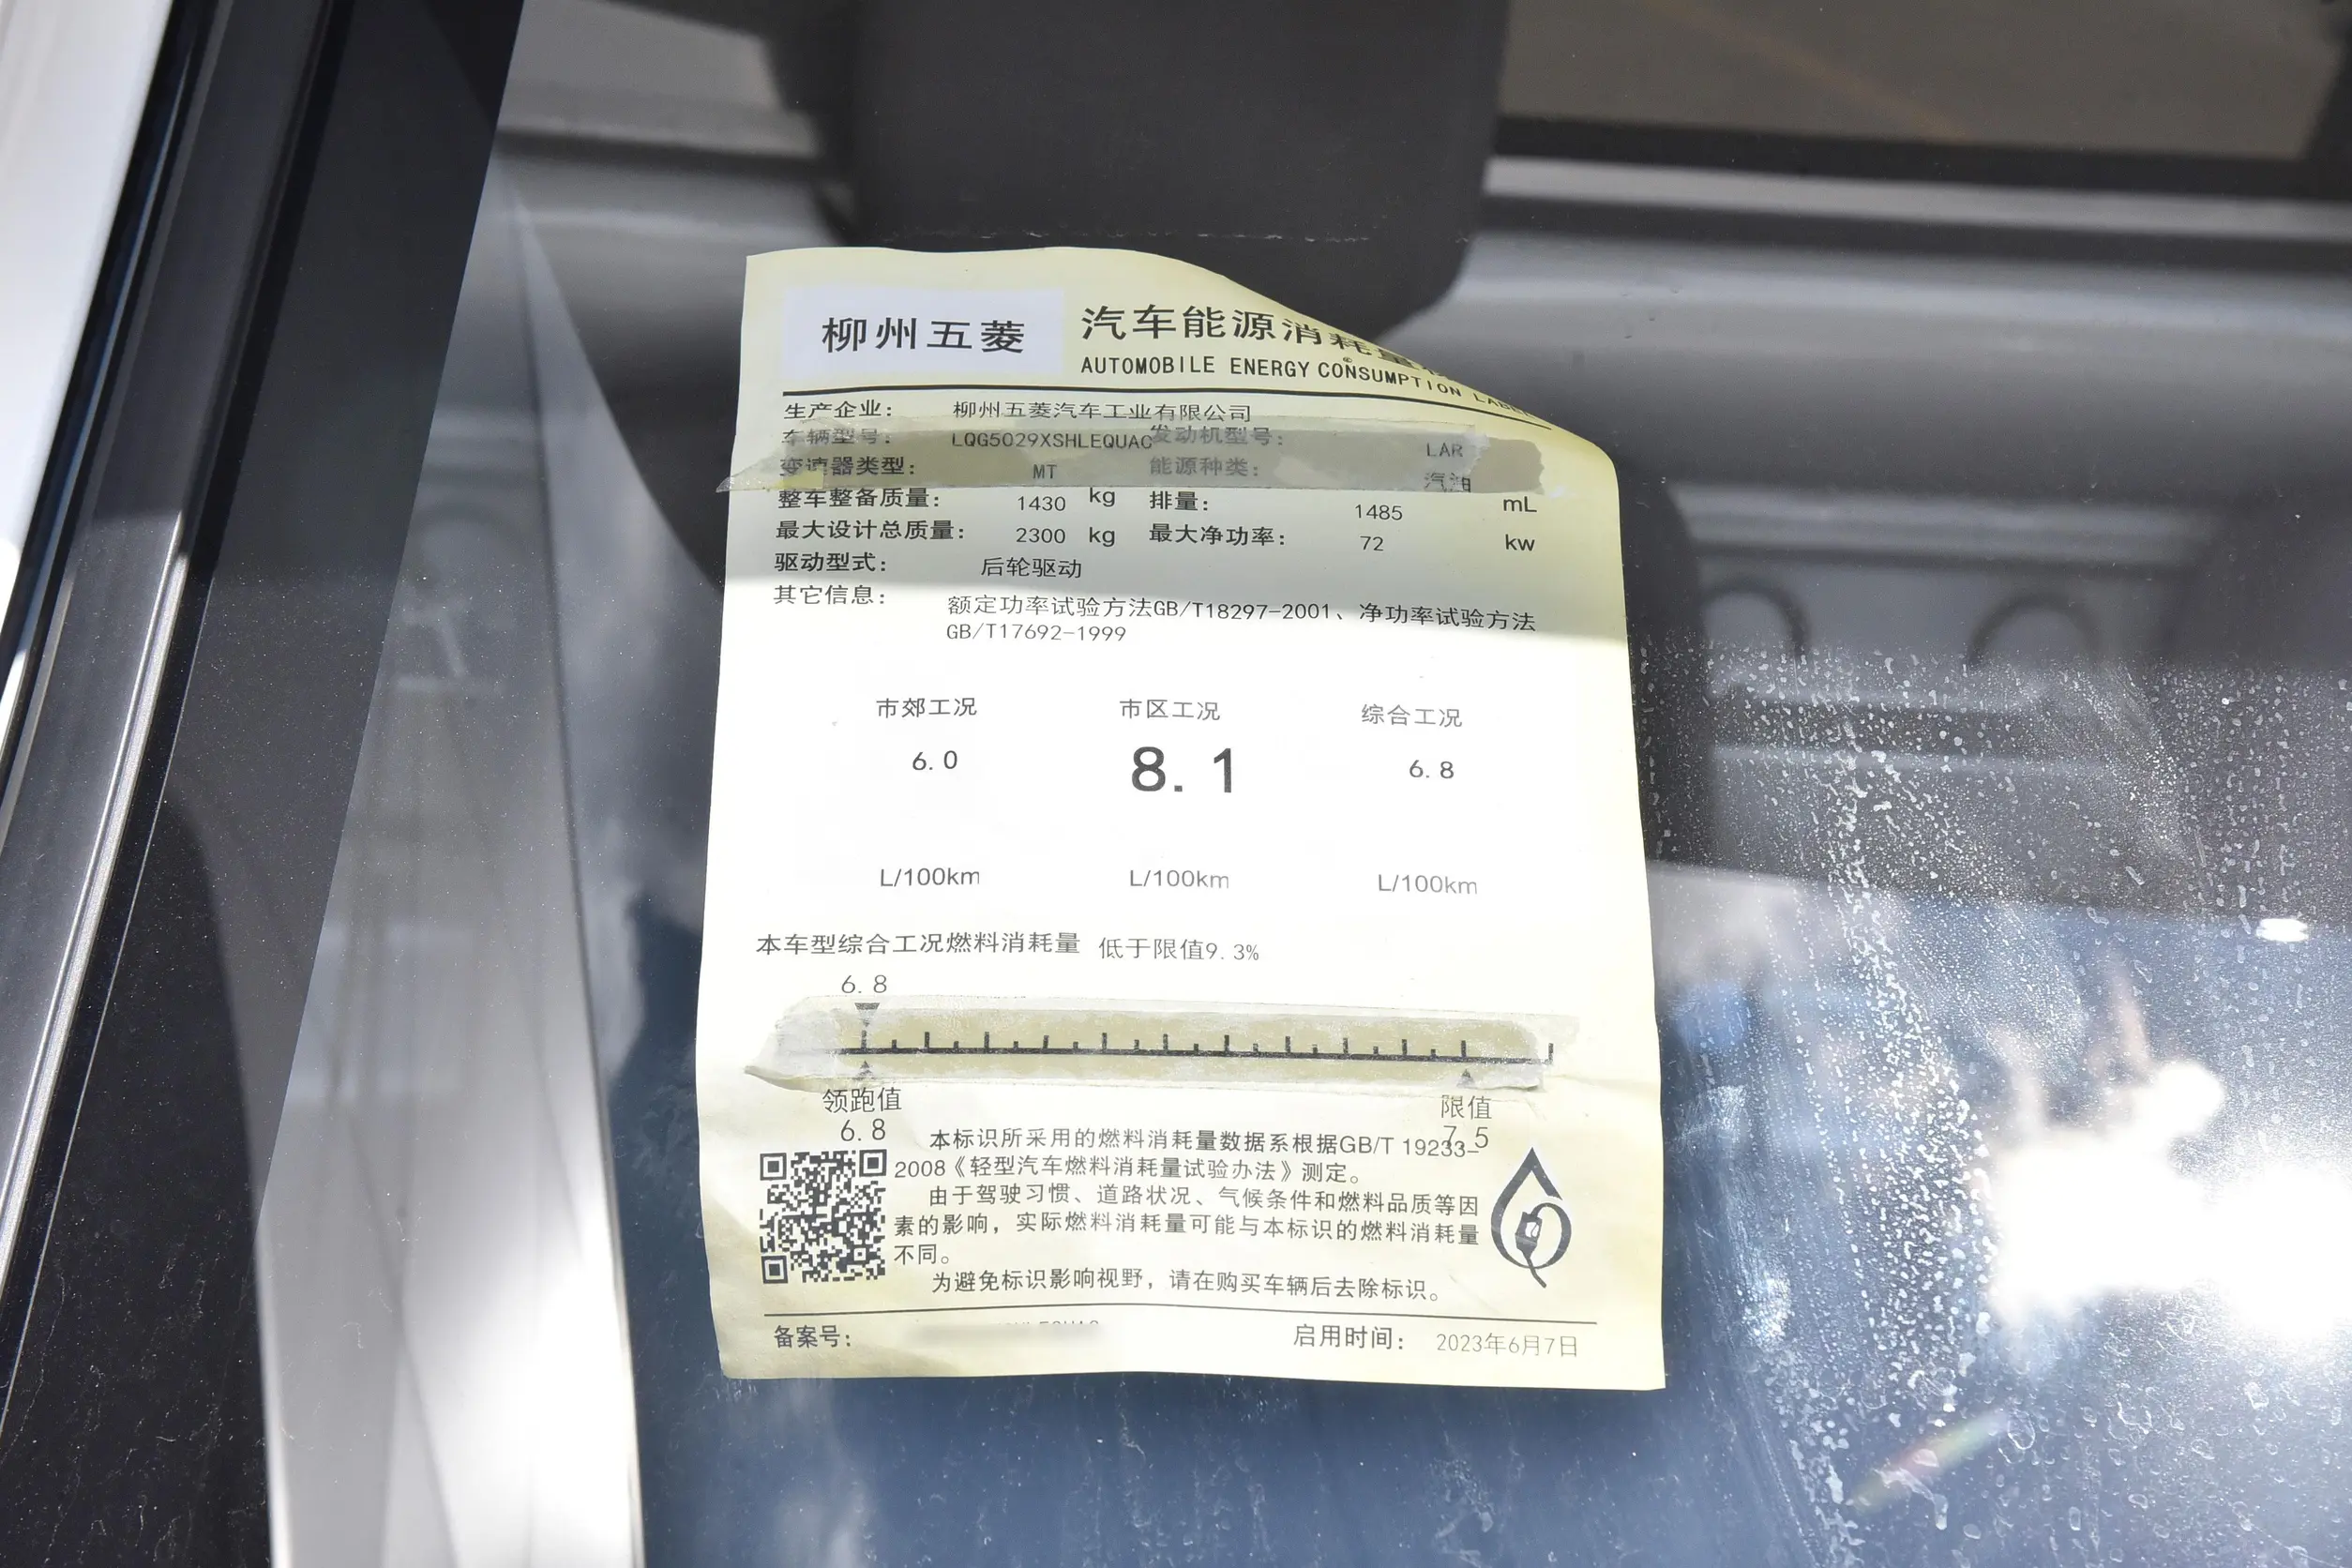 柳州五菱
汽车能源消耗量
AUTOMOBILE ENERGY CONSUMPTION LABEL
生产企业： 柳州五菱汽车工业有限公司
车辆型号： LQG5029XSHLEQUAC 发动机型号： LAR
变速器类型： MT 能源种类： 汽油
整车整备质量： 1430 kg 排量： 1485 mL
最大设计总质量： 2300 kg 最大净功率： 72 kw
驱动型式： 后轮驱动
其它信息： 额定功率试验方法GB/T18297-2001、净功率试验方法
GB/T17692-1999
市郊工况 市区工况 综合工况
6.0 8.1 6.8
L/100km L/100km L/100km
本车型综合工况燃料消耗量 低于限值9.3%
6.8
领跑值 限值
6.8 7.5
本标识所采用的燃料消耗量数据系根据GB/T 19233-
2008《轻型汽车燃料消耗量试验办法》测定。
由于驾驶习惯、道路状况、气候条件和燃料品质等因
素的影响，实际燃料消耗量可能与本标识的燃料消耗量
不同。
为避免标识影响视野，请在购买车辆后去除标识。
备案号： 启用时间： 2023年6月7日